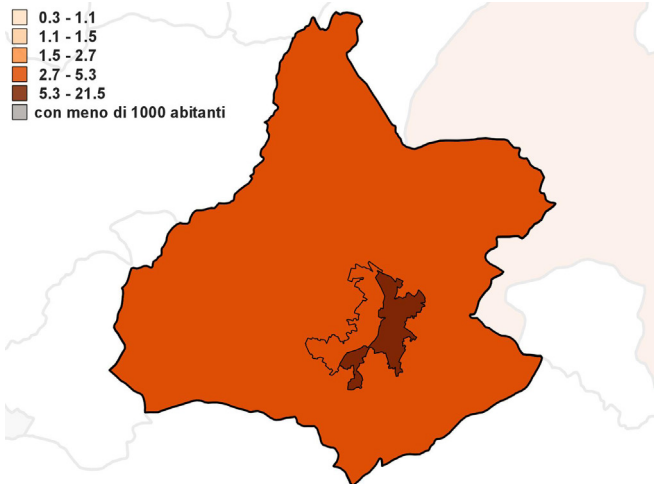 0.3 - 1.1
1.1 - 1.5
1.5 - 2.7
2.7 - 5.3
5.3 - 21.5
con meno di 1000 abitanti